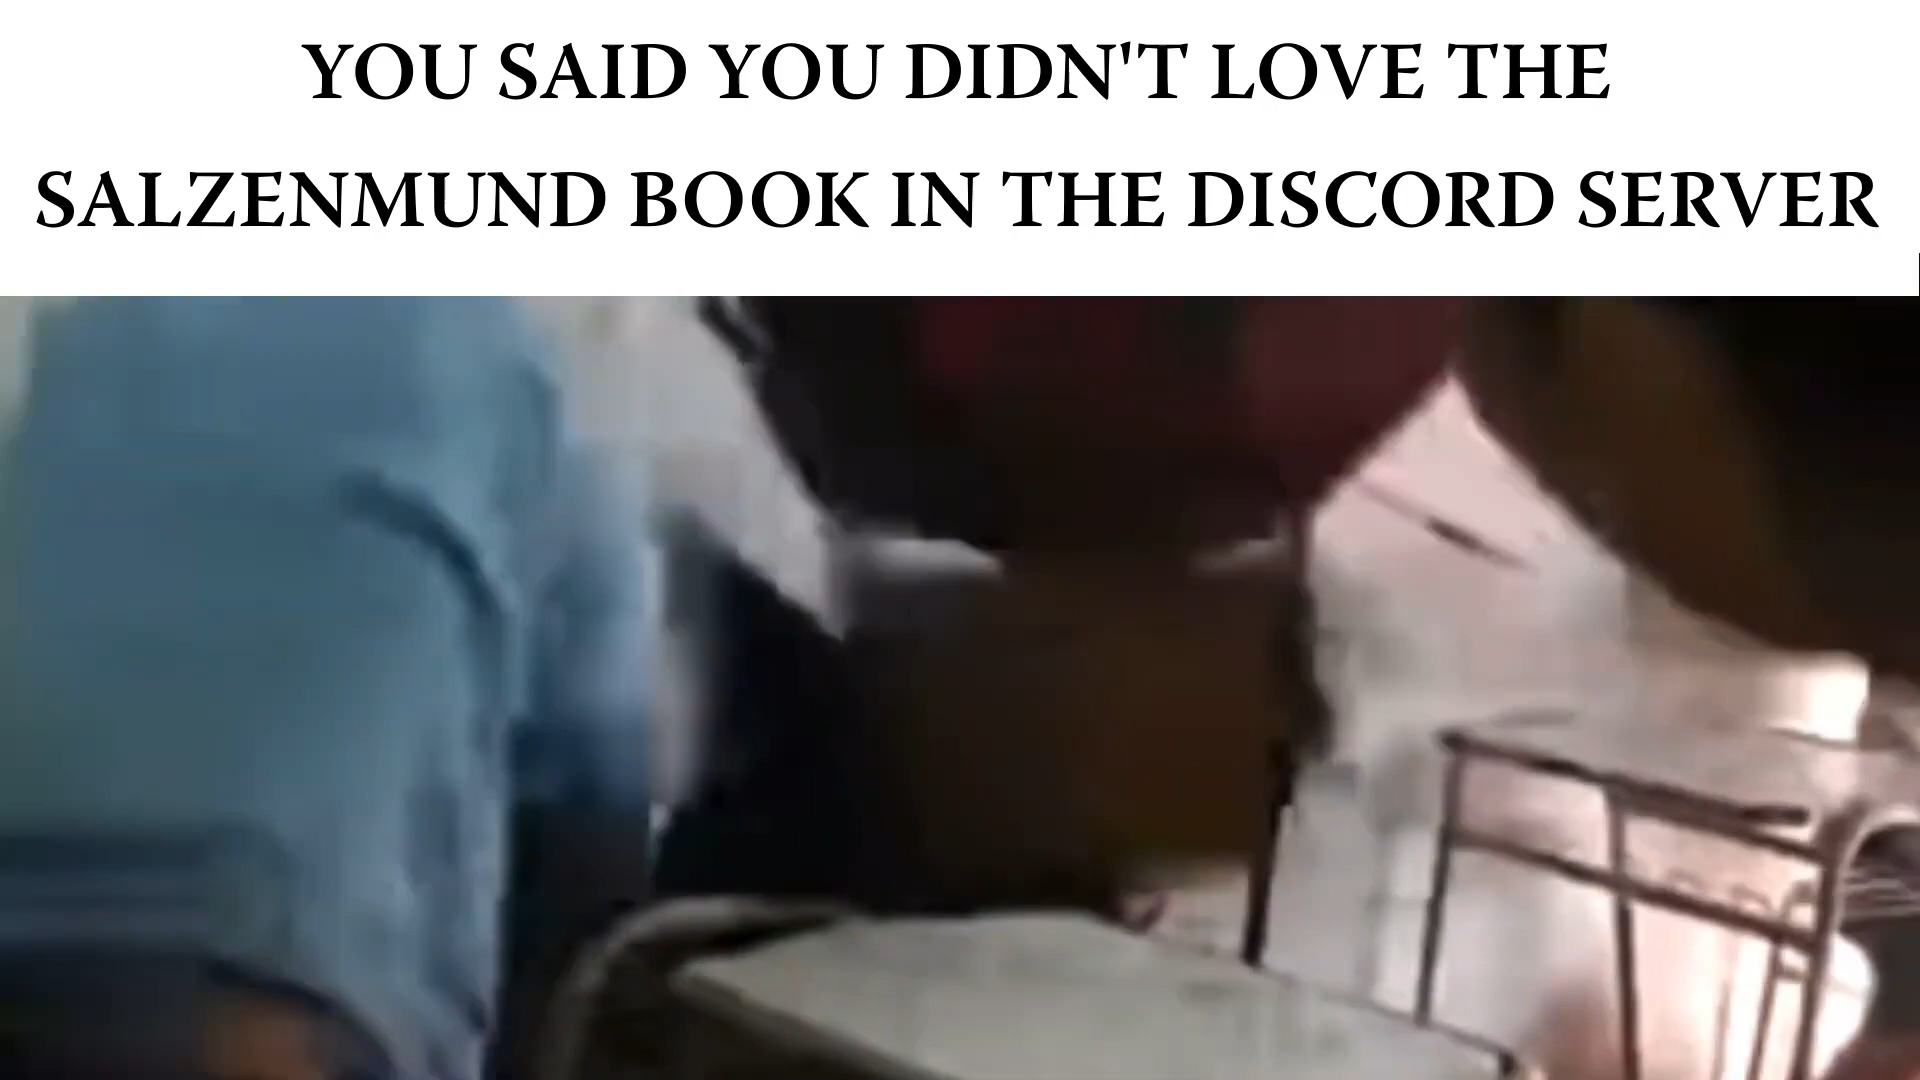 YOU SAID YOU DIDN'T LOVE THE
SALZENMUND BOOK IN THE DISCORD SERVER